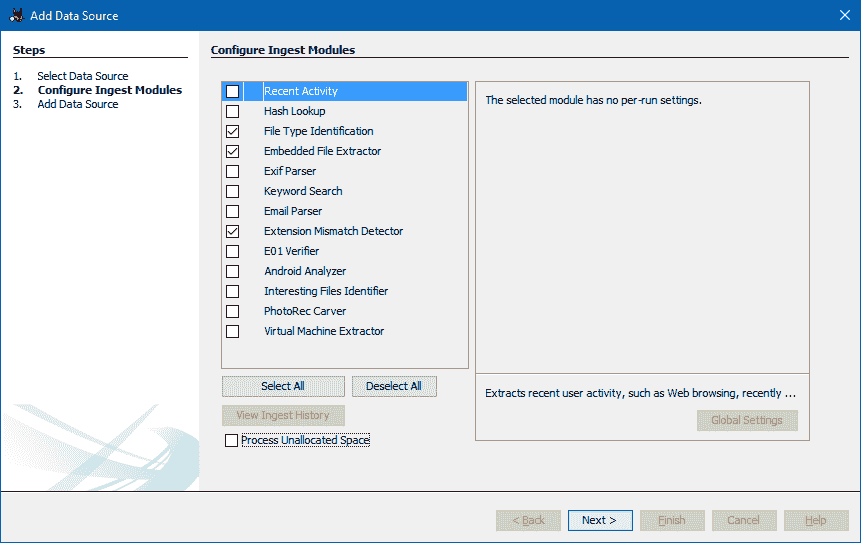 Add Data Source
Steps
1. Select Data Source
2. Configure Ingest Modules
3. Add Data Source
Configure Ingest Modules
Recent Activity
Hash Lookup
File Type Identification
Embedded File Extractor
Exif Parser
Keyword Search
Email Parser
Extension Mismatch Detector
E01 Verifier
Android Analyzer
Interesting Files Identifier
PhotoRec Carver
Virtual Machine Extractor
Select All
Deselect All
View Ingest History
Process Unallocated Space
The selected module has no per-run settings.
Extracts recent user activity, such as Web browsing, recently ...
Global Settings
< Back
Next >
Finish
Cancel
Help